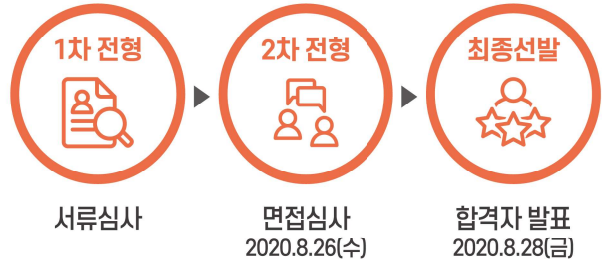 1차 전형
2차 전형
최종선발
서류심사
면접심사
2020.8.26(수)
합격자 발표
2020.8.28(금)